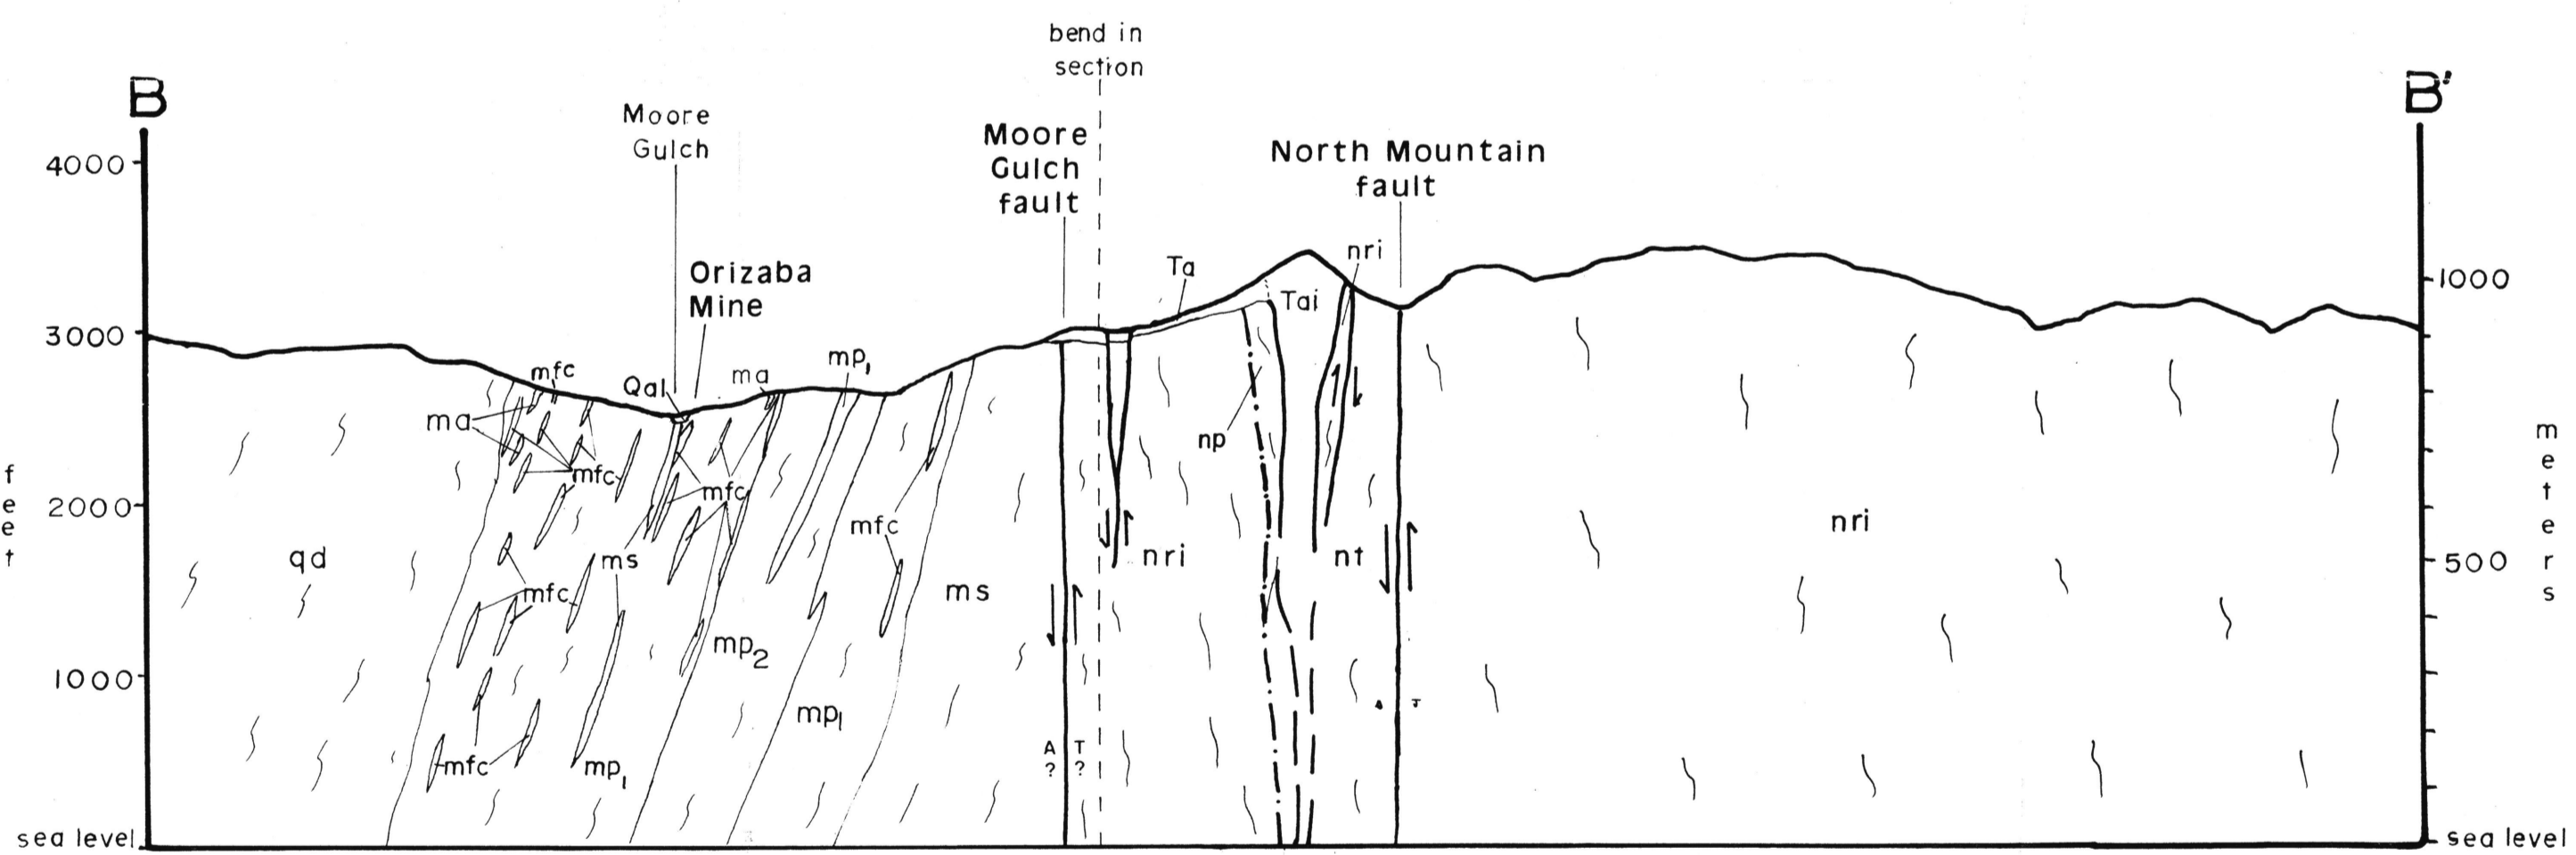 bend in
section
B
B'
Moore
Gulch
Moore
Gulch
fault
North Mountain
fault
4000
3000
2000
1000
sea level
feet
Orizaba
Mine
Qal
mfc
ma
ma
mp1
mfc
mfc
mfc
mfc
mfc
ms
qd
mp2
mp1
mp1
ms
A
?
T
?
Ta
Tai
nri
np
nri
nt
A
T
nri
1000
500
sea level
meters